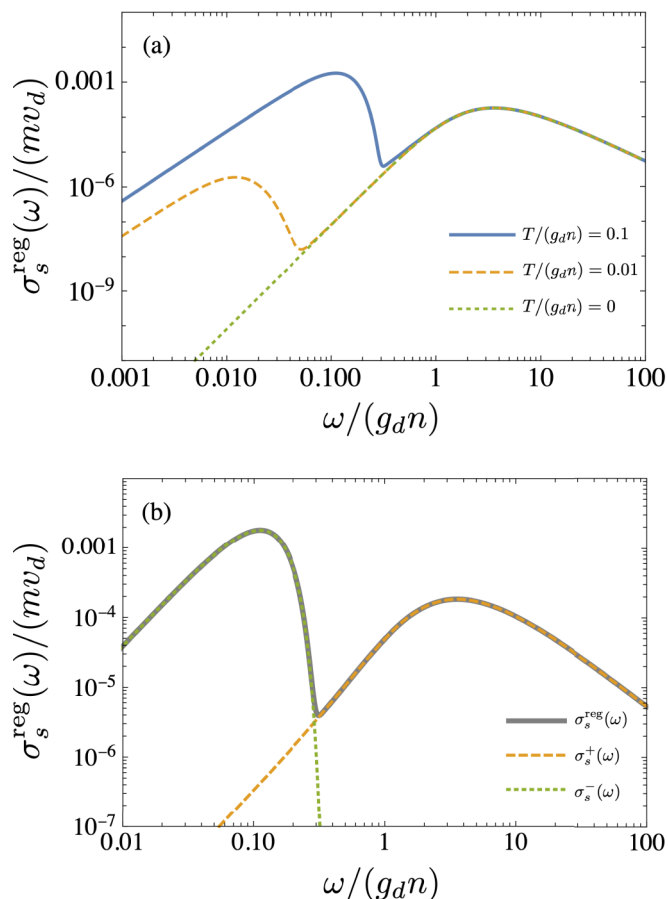 (a)
σ_s^reg(ω)/(mv_d)
0.001
10^-6
10^-9
T/(g_d n) = 0.1
T/(g_d n) = 0.01
T/(g_d n) = 0
0.001 0.010 0.100 1 10 100
ω/(g_d n)
(b)
σ_s^reg(ω)/(mv_d)
0.001
10^-4
10^-5
10^-6
10^-7
σ_s^reg(ω)
σ_s^+(ω)
σ_s^-(ω)
0.01 0.10 1 10 100
ω/(g_d n)